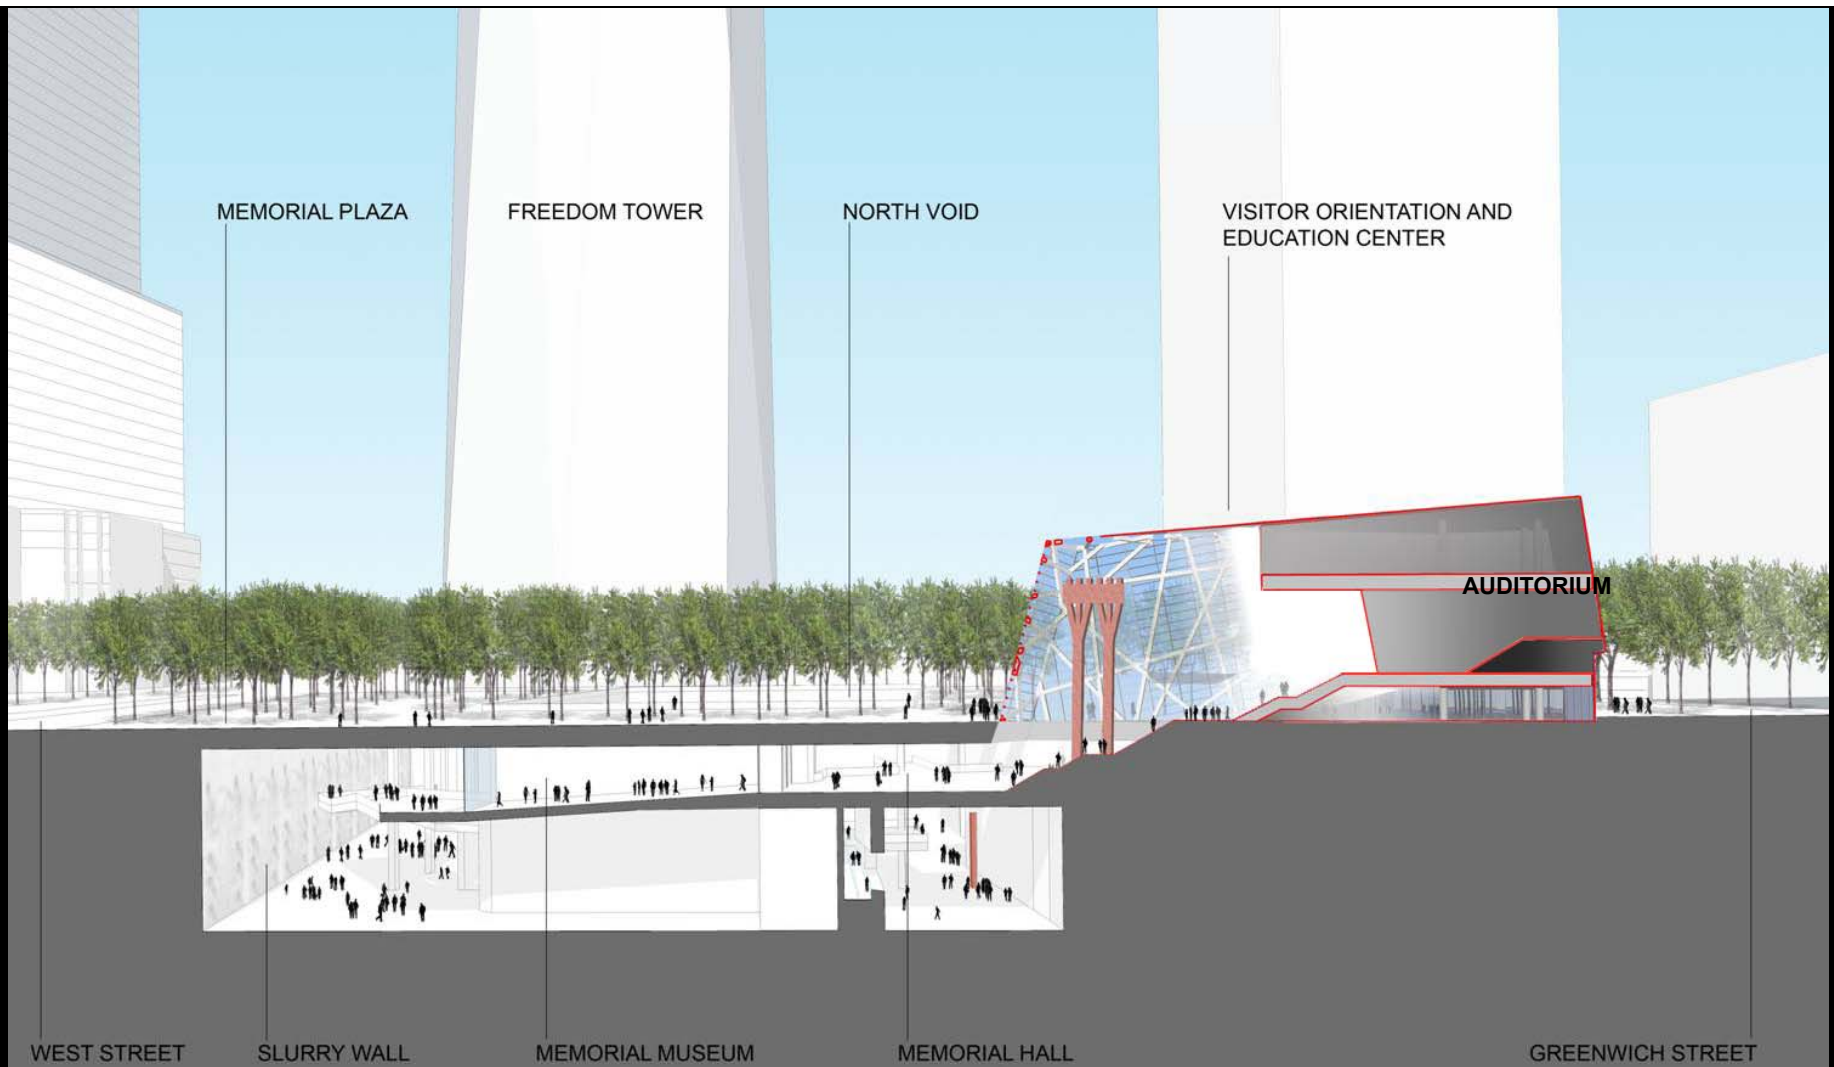 MEMORIAL PLAZA
FREEDOM TOWER
NORTH VOID
VISITOR ORIENTATION AND
EDUCATION CENTER
AUDITORIUM
WEST STREET
SLURRY WALL
MEMORIAL MUSEUM
MEMORIAL HALL
GREENWICH STREET